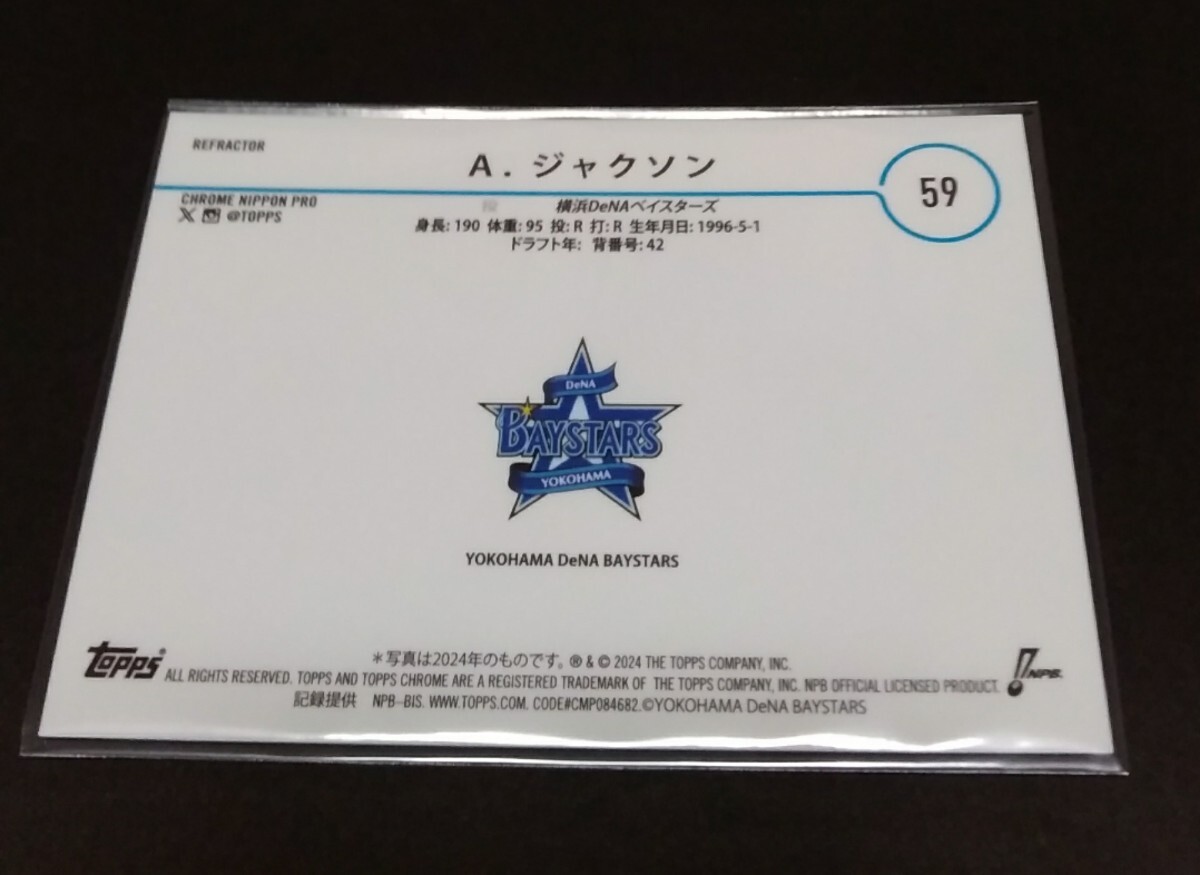 REFRACTOR
A. ジャクソン
59
CHROME NIPPON PRO
@TOPPS
投 横浜DeNAベイスターズ
身長: 190 体重: 95 投: R 打: R 生年月日: 1996-5-1
ドラフト年: 背番号: 42
DeNA
BAYSTARS
YOKOHAMA
YOKOHAMA DeNA BAYSTARS
topps®
*写真は2024年のものです。 ® & © 2024 THE TOPPS COMPANY, INC.
ALL RIGHTS RESERVED. TOPPS AND TOPPS CHROME ARE A REGISTERED TRADEMARK OF THE TOPPS COMPANY, INC. NPB OFFICIAL LICENSED PRODUCT.
NPB.
記録提供 NPB-BIS. WWW.TOPPS.COM. CODE#CMP084682.©YOKOHAMA DeNA BAYSTARS